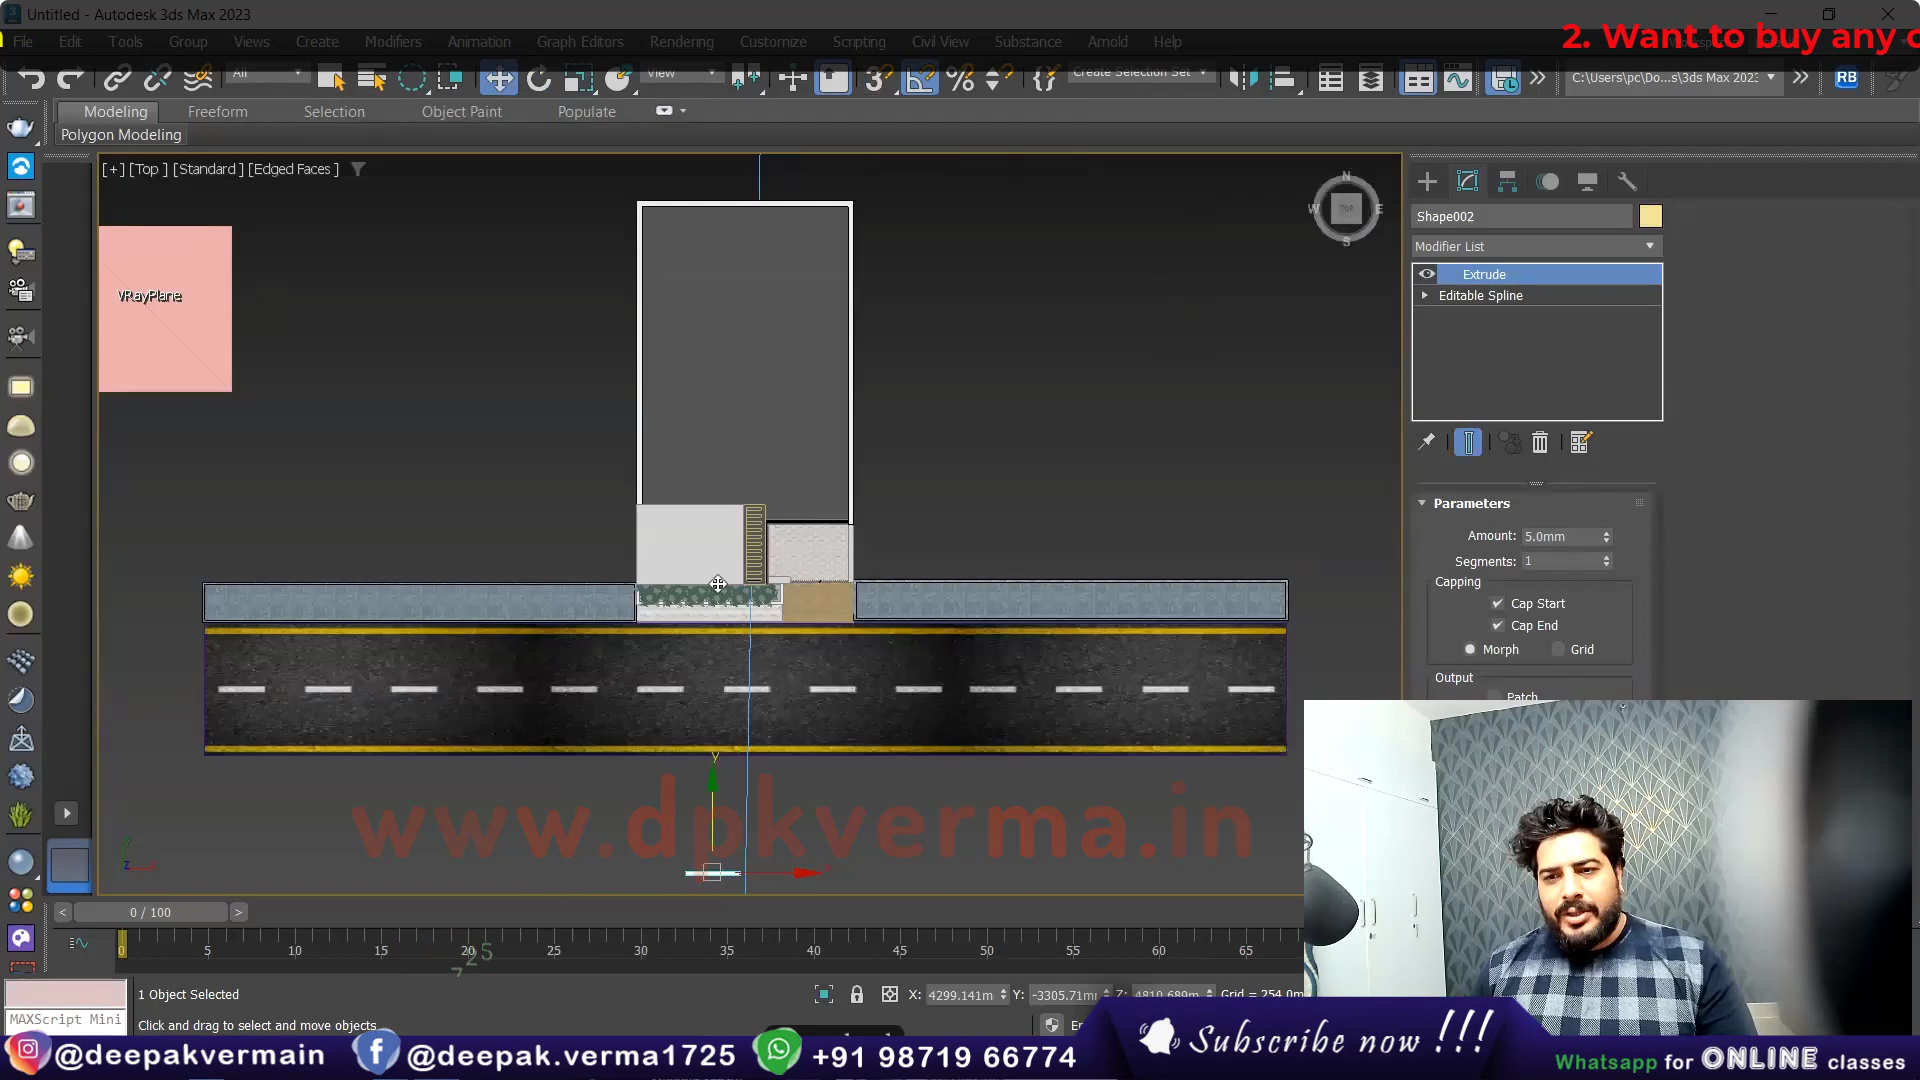 Untitled - Autodesk 3ds Max 2023
2. Want to buy any c
File Edit Tools Group Views Create Modifiers Animation Graph Editors Rendering Customize Scripting Civil View Substance Arnold Help
All
View
Create Selection Set
C:\Users\pc\Do...s\3ds Max 2023
RB
Modeling Freeform Selection Object Paint Populate
Polygon Modeling
[+] [Top ] [Standard ] [Edged Faces ]
N
W TOP E
S
VRayPlane
Shape002
Modifier List
Extrude
Editable Spline
Parameters
Amount: 5.0mm
Segments: 1
Capping
Cap Start
Cap End
Morph Grid
Output
Patch
www.dpkverma.in
y
x
z
< 0 / 100 >
0 5 10 15 20 25 30 35 40 45 50 55 60 65
725
1 Object Selected
X: 4299.141m Y: -3305.71m Z: 4810.689m Grid = 254.0m
MAXScript Mini
Click and drag to select and move objects
@deepakvermain
@deepak.verma1725
+91 98719 66774
Subscribe now !!!
Whatsapp for ONLINE classes